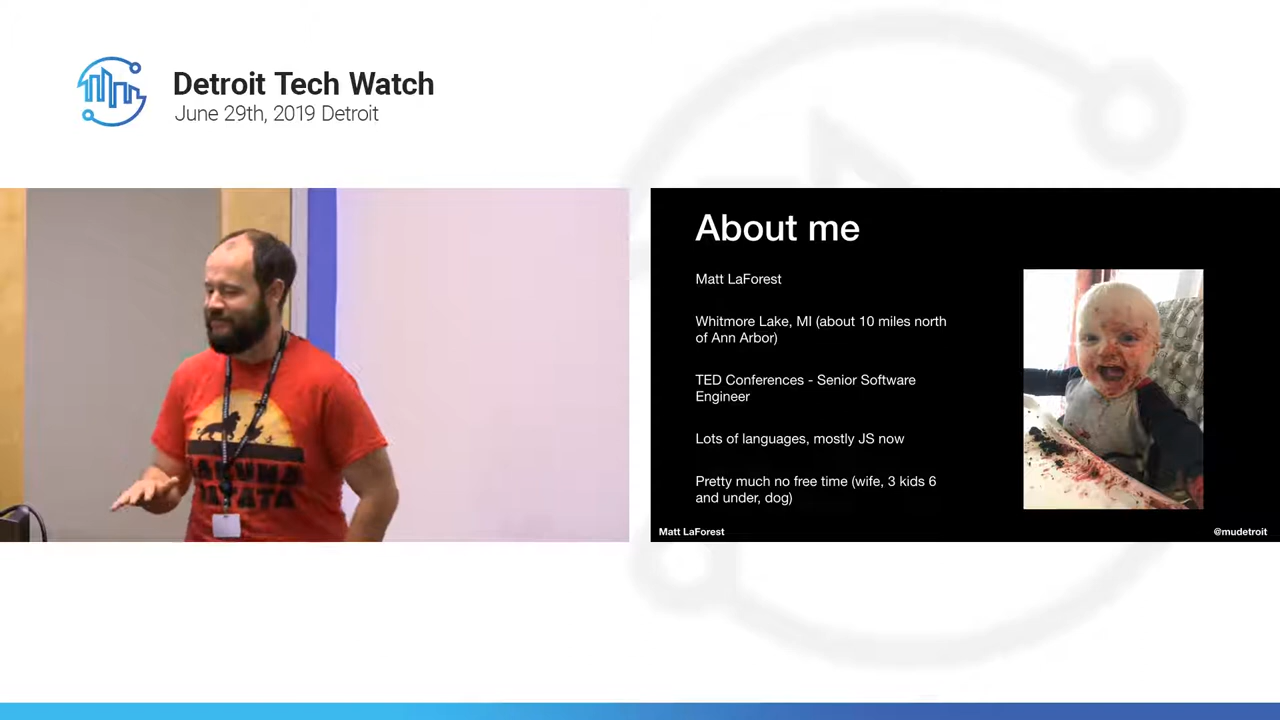 Detroit Tech Watch
June 29th, 2019 Detroit
HAKUNA
MATATA
About me
Matt LaForest
Whitmore Lake, MI (about 10 miles north
of Ann Arbor)
TED Conferences - Senior Software
Engineer
Lots of languages, mostly JS now
Pretty much no free time (wife, 3 kids 6
and under, dog)
Matt LaForest
@mudetroit